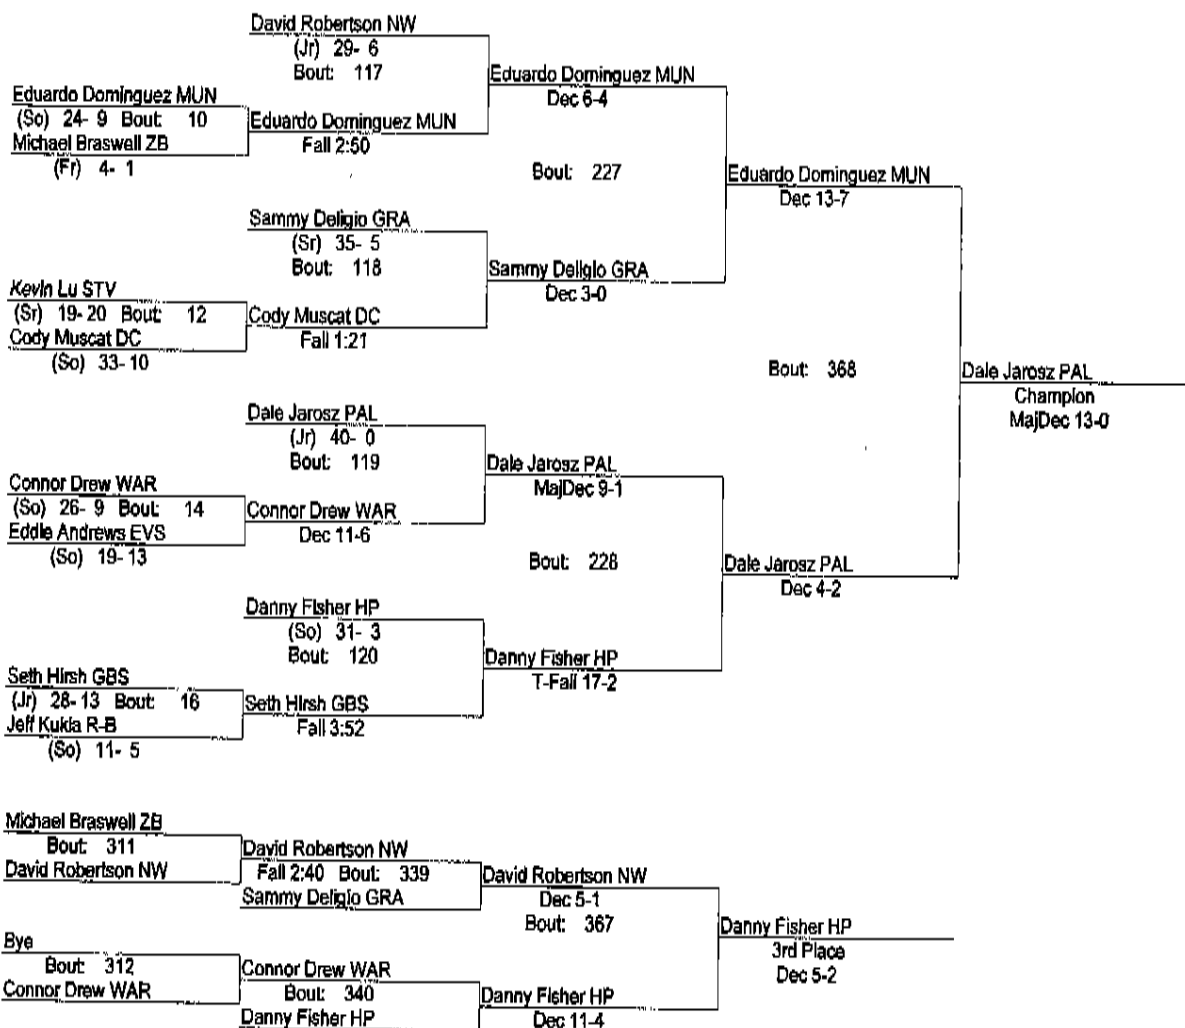 David Robertson NW
(Jr) 29- 6
Bout: 117
Eduardo Dominguez MUN
Dec 6-4
Eduardo Dominguez MUN
(So) 24- 9 Bout: 10
Michael Braswell ZB
(Fr) 4- 1
Eduardo Dominguez MUN
Fall 2:50
Bout: 227
Eduardo Dominguez MUN
Dec 13-7
Sammy Deligio GRA
(Sr) 35- 5
Bout: 118
Sammy Deligio GRA
Dec 3-0
Kevin Lu STV
(Sr) 19- 20 Bout: 12
Cody Muscat DC
(So) 33- 10
Cody Muscat DC
Fall 1:21
Bout: 368
Dale Jarosz PAL
Champion
MajDec 13-0
Dale Jarosz PAL
(Jr) 40- 0
Bout: 119
Dale Jarosz PAL
MajDec 9-1
Connor Drew WAR
(So) 26- 9 Bout: 14
Eddie Andrews EVS
(So) 19- 13
Connor Drew WAR
Dec 11-6
Bout: 228
Dale Jarosz PAL
Dec 4-2
Danny Fisher HP
(So) 31- 3
Bout: 120
Danny Fisher HP
T-Fall 17-2
Seth Hirsh GBS
(Jr) 28- 13 Bout: 16
Jeff Kukla R-B
(So) 11- 5
Seth Hirsh GBS
Fall 3:52
Michael Braswell ZB
Bout: 311
David Robertson NW
David Robertson NW
Fall 2:40 Bout: 339
Sammy Deligio GRA
David Robertson NW
Dec 5-1
Bout: 367
Danny Fisher HP
3rd Place
Dec 5-2
Bye
Bout: 312
Connor Drew WAR
Connor Drew WAR
Bout: 340
Danny Fisher HP
Danny Fisher HP
Dec 11-4